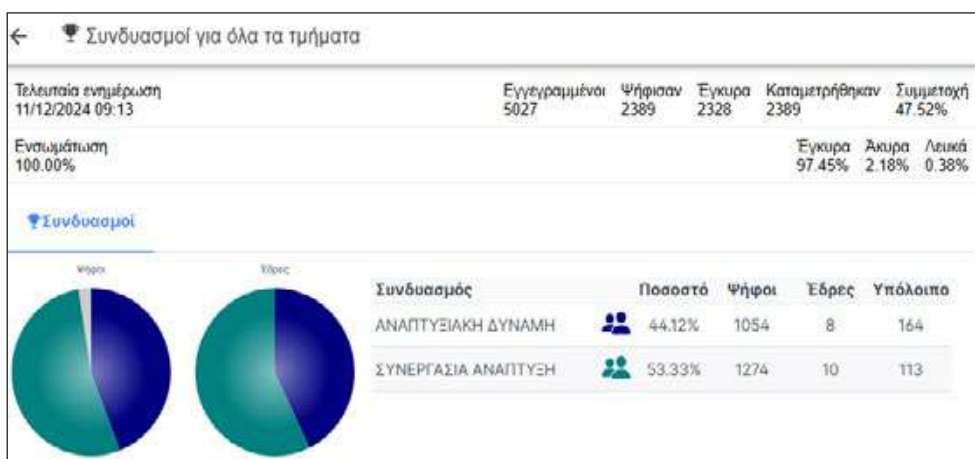 ← Συνδυασμοί για όλα τα τμήματα
Τελευταία ενημέρωση Εγγεγραμμένοι Ψήφισαν Έγκυρα Καταμετρήθηκαν Συμμετοχή
11/12/2024 09:13 5027 2389 2328 2389 47.52%
Ενσωμάτωση Έγκυρα Άκυρα Λευκά
100.00% 97.45% 2.18% 0.38%
Συνδυασμοί
Ψήφοι Έδρες
Συνδυασμός Ποσοστό Ψήφοι Έδρες Υπόλοιπο
ΑΝΑΠΤΥΞΙΑΚΗ ΔΥΝΑΜΗ 44.12% 1054 8 164
ΣΥΝΕΡΓΑΣΙΑ ΑΝΑΠΤΥΞΗ 53.33% 1274 10 113